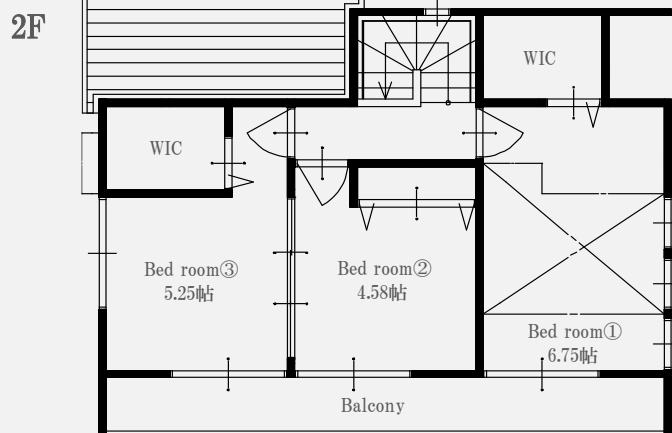 2F
WIC
WIC
Bed room③
5.25帖
Bed room②
4.58帖
Bed room①
6.75帖
Balcony